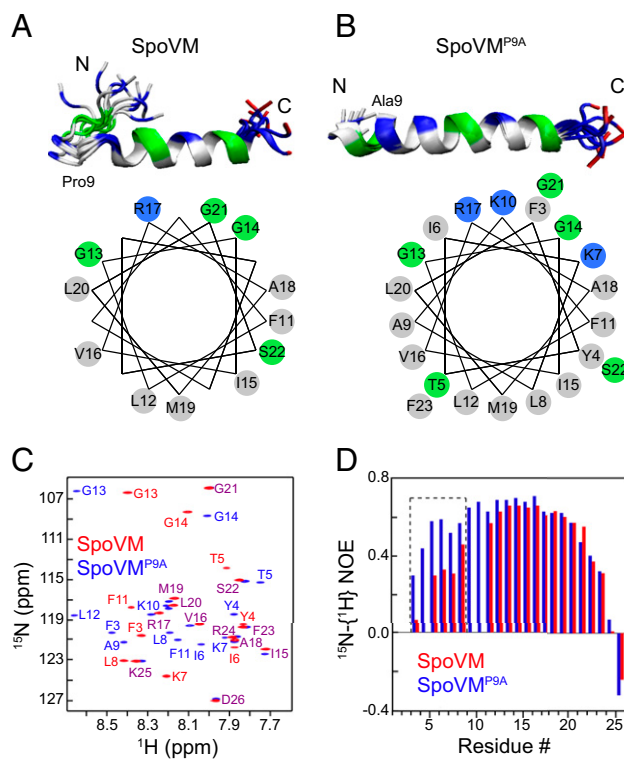 A
B
SpoVM
SpoVM^P9A
N
C
Pro9
N
Ala9
C
R17
G21
G14
G13
L20
A18
F11
V16
S22
I15
L12
M19
G21
R17
K10
F3
I6
G14
G13
K7
L20
A18
A9
F11
V16
Y4
S22
T5
I15
F23
L12
M19
L8
C
D
107
111
115
119
123
127
15N (ppm)
8.5
8.3
8.1
7.9
7.7
1H (ppm)
SpoVM
SpoVM^P9A
G13
G13
G21
G14
G14
T5
T5
S22
M19
F11
K10
L20
Y4
L12
R17
V16
Y4
F3
F3
R24
F23
A9
L8
F11
I6
K7
A18
I15
L8
I6
K25
K7
D26
0.8
0.4
0.0
-0.4
15N-{1H} NOE
SpoVM
SpoVM^P9A
5
10
15
20
25
Residue #